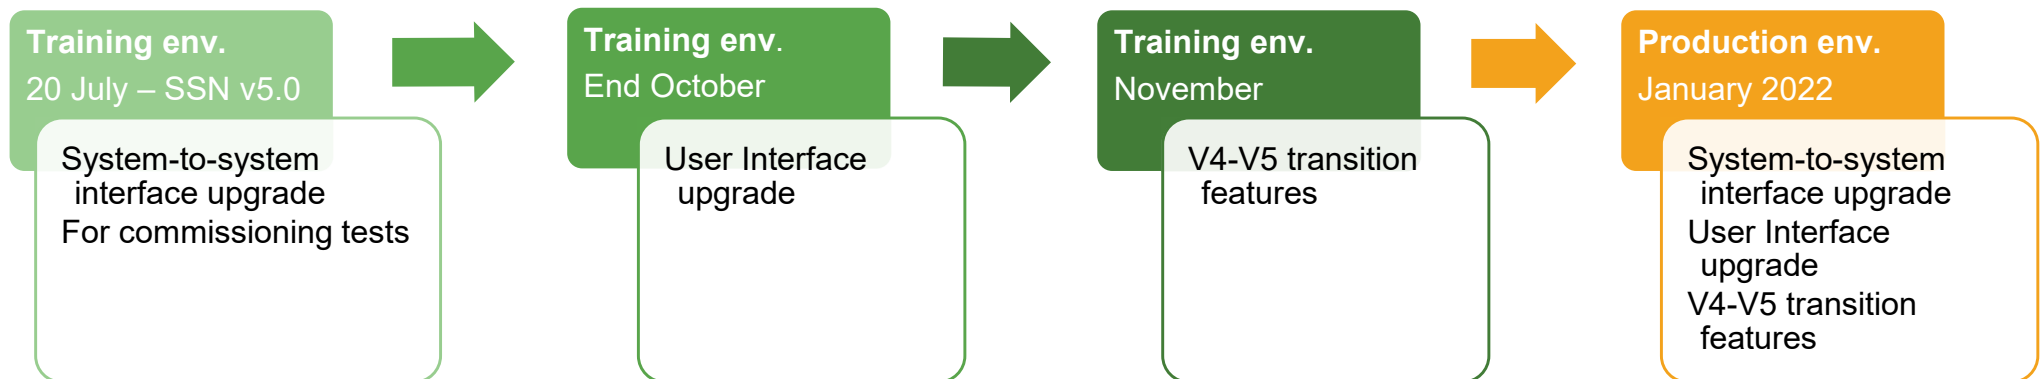 Training env.
20 July – SSN v5.0
System-to-system
interface upgrade
For commissioning tests
Training env.
End October
User Interface
upgrade
Training env.
November
V4-V5 transition
features
Production env.
January 2022
System-to-system
interface upgrade
User Interface
upgrade
V4-V5 transition
features